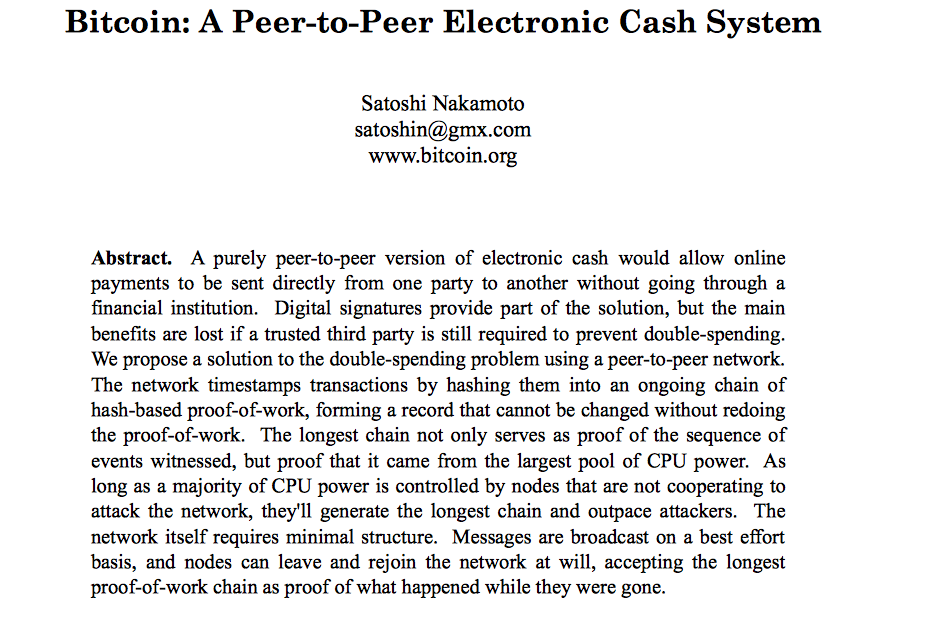 Bitcoin: A Peer-to-Peer Electronic Cash System
Satoshi Nakamoto
satoshin@gmx.com
www.bitcoin.org
Abstract. A purely peer-to-peer version of electronic cash would allow online
payments to be sent directly from one party to another without going through a
financial institution. Digital signatures provide part of the solution, but the main
benefits are lost if a trusted third party is still required to prevent double-spending.
We propose a solution to the double-spending problem using a peer-to-peer network.
The network timestamps transactions by hashing them into an ongoing chain of
hash-based proof-of-work, forming a record that cannot be changed without redoing
the proof-of-work. The longest chain not only serves as proof of the sequence of
events witnessed, but proof that it came from the largest pool of CPU power. As
long as a majority of CPU power is controlled by nodes that are not cooperating to
attack the network, they'll generate the longest chain and outpace attackers. The
network itself requires minimal structure. Messages are broadcast on a best effort
basis, and nodes can leave and rejoin the network at will, accepting the longest
proof-of-work chain as proof of what happened while they were gone.